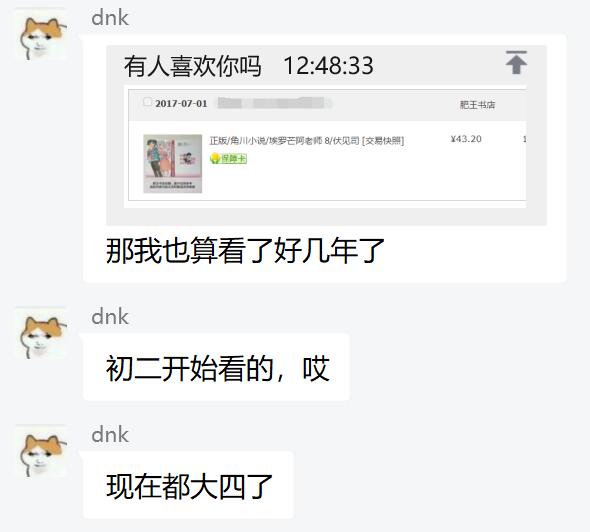 dnk
有人喜欢你吗 12:48:33
2017-07-01
肥王书店
正版/角川小说/埃罗芒阿老师 8/伏见司 [交易快照]
¥43.20
1
保障卡
那我也算看了好几年了
dnk
初二开始看的，哎
dnk
现在都大四了